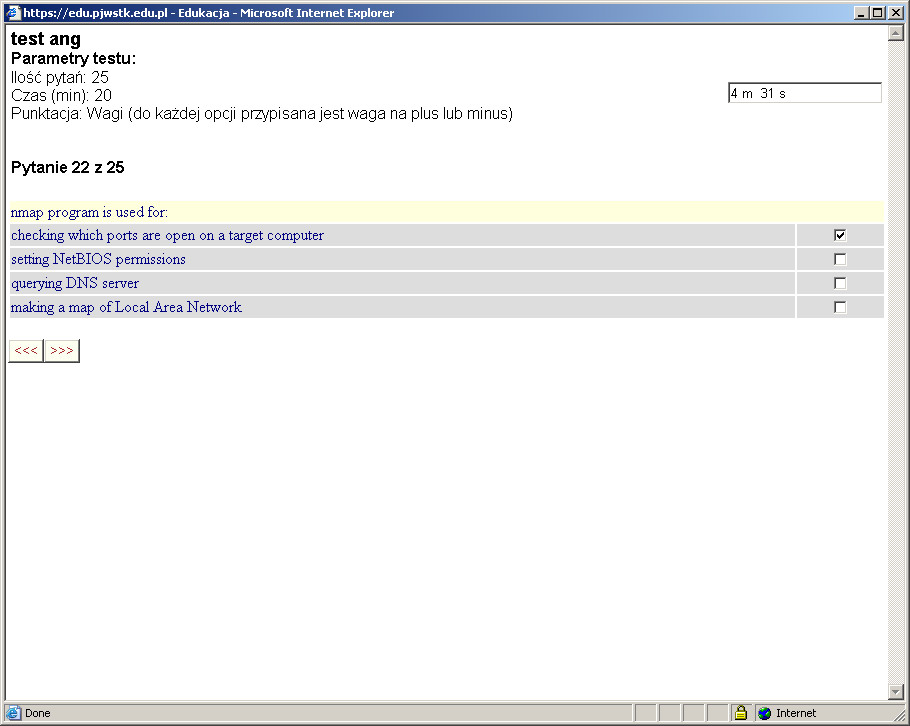 https://edu.pjwstk.edu.pl - Edukacja - Microsoft Internet Explorer
test ang
Parametry testu:
Ilość pytań: 25
Czas (min): 20
4 m 31 s
Punktacja: Wagi (do każdej opcji przypisana jest waga na plus lub minus)
Pytanie 22 z 25
nmap program is used for:
checking which ports are open on a target computer
setting NetBIOS permissions
querying DNS server
making a map of Local Area Network
<<< >>>
Done Internet